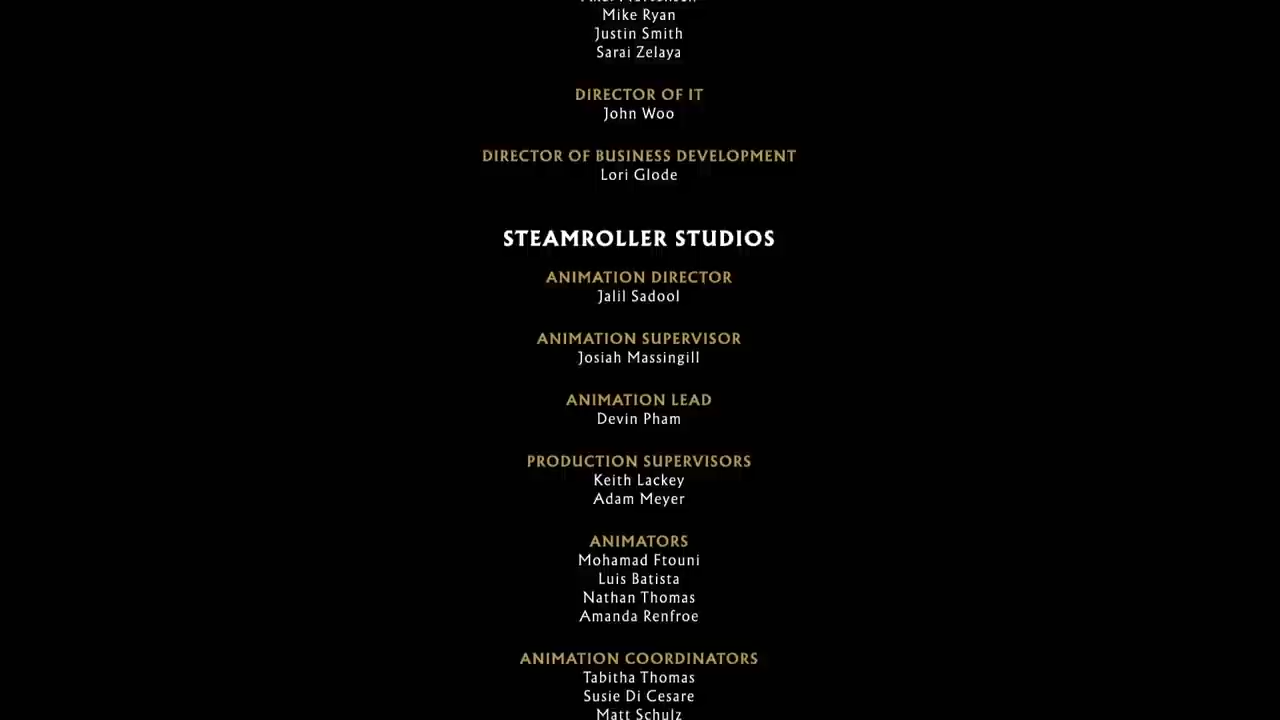 Mike Ryan
Justin Smith
Sarai Zelaya
DIRECTOR OF IT
John Woo
DIRECTOR OF BUSINESS DEVELOPMENT
Lori Glode
STEAMROLLER STUDIOS
ANIMATION DIRECTOR
Jalil Sadool
ANIMATION SUPERVISOR
Josiah Massingill
ANIMATION LEAD
Devin Pham
PRODUCTION SUPERVISORS
Keith Lackey
Adam Meyer
ANIMATORS
Mohamad Ftouni
Luis Batista
Nathan Thomas
Amanda Renfroe
ANIMATION COORDINATORS
Tabitha Thomas
Susie Di Cesare
Matt Schulz